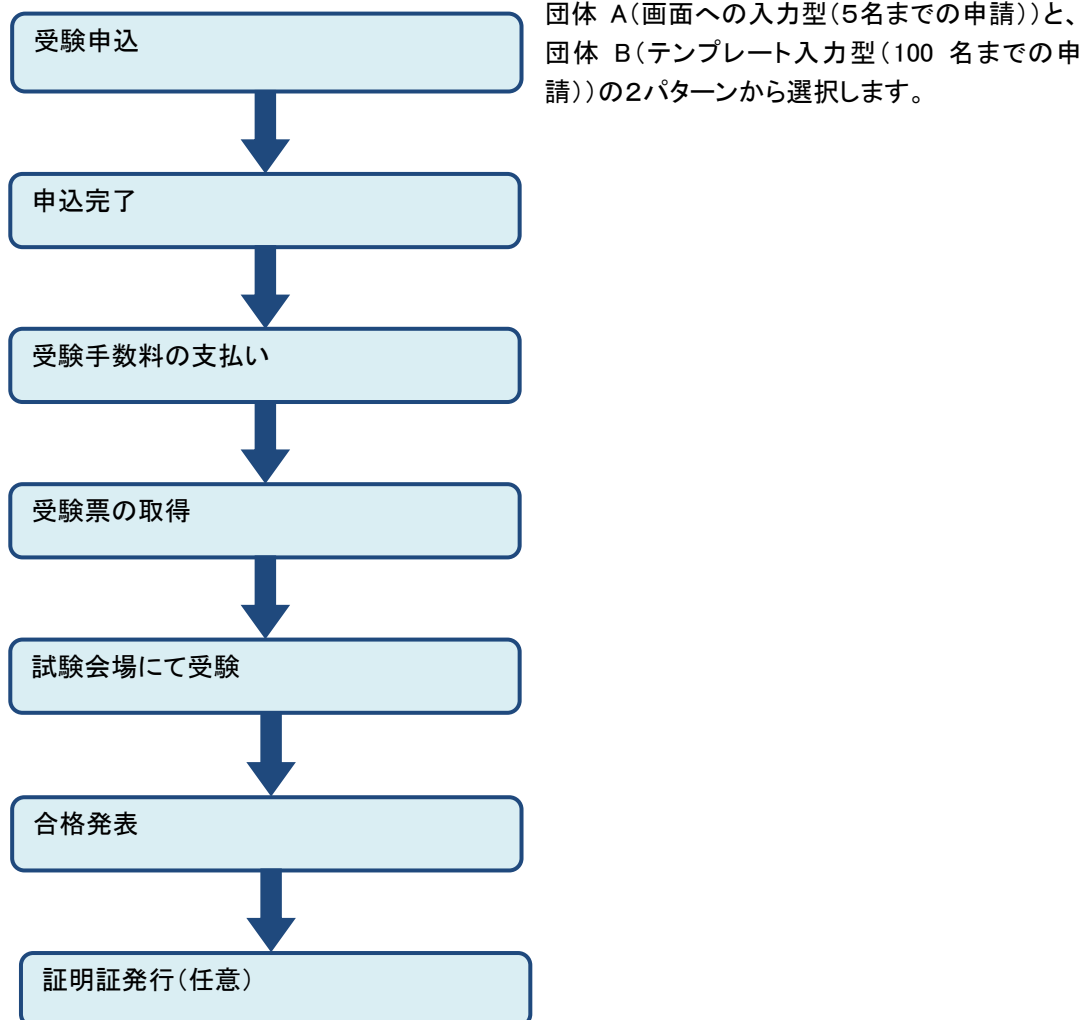 受験申込
団体 A(画面への入力型(5名までの申請))と、
団体 B(テンプレート入力型(100 名までの申
請))の2パターンから選択します。
申込完了
受験手数料の支払い
受験票の取得
試験会場にて受験
合格発表
証明証発行(任意)